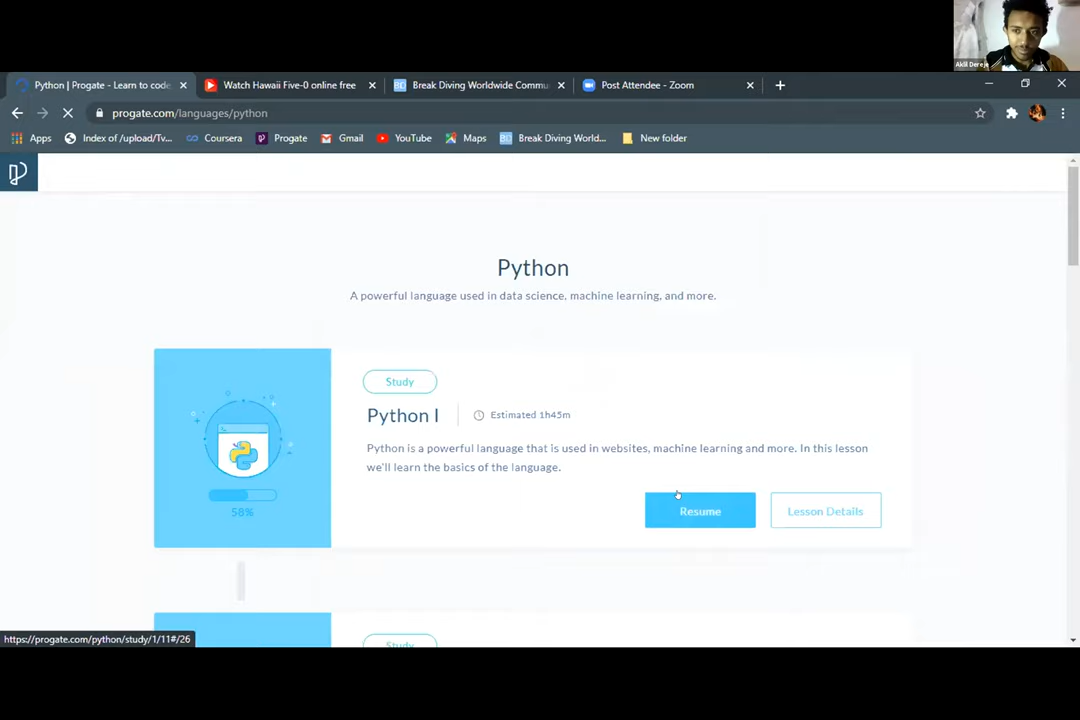 Aklil Dereje
Python | Progate - Learn to code
Watch Hawaii Five-0 online free
Break Diving Worldwide Commu
Post Attendee - Zoom
progate.com/languages/python
Apps
Index of /upload/Tv...
Coursera
Progate
Gmail
YouTube
Maps
BD
Break Diving World...
New folder
Python
A powerful language used in data science, machine learning, and more.
Study
Python I
Estimated 1h45m
Python is a powerful language that is used in websites, machine learning and more. In this lesson
we'll learn the basics of the language.
58%
Resume
Lesson Details
Study
https://progate.com/python/study/1/11#/26